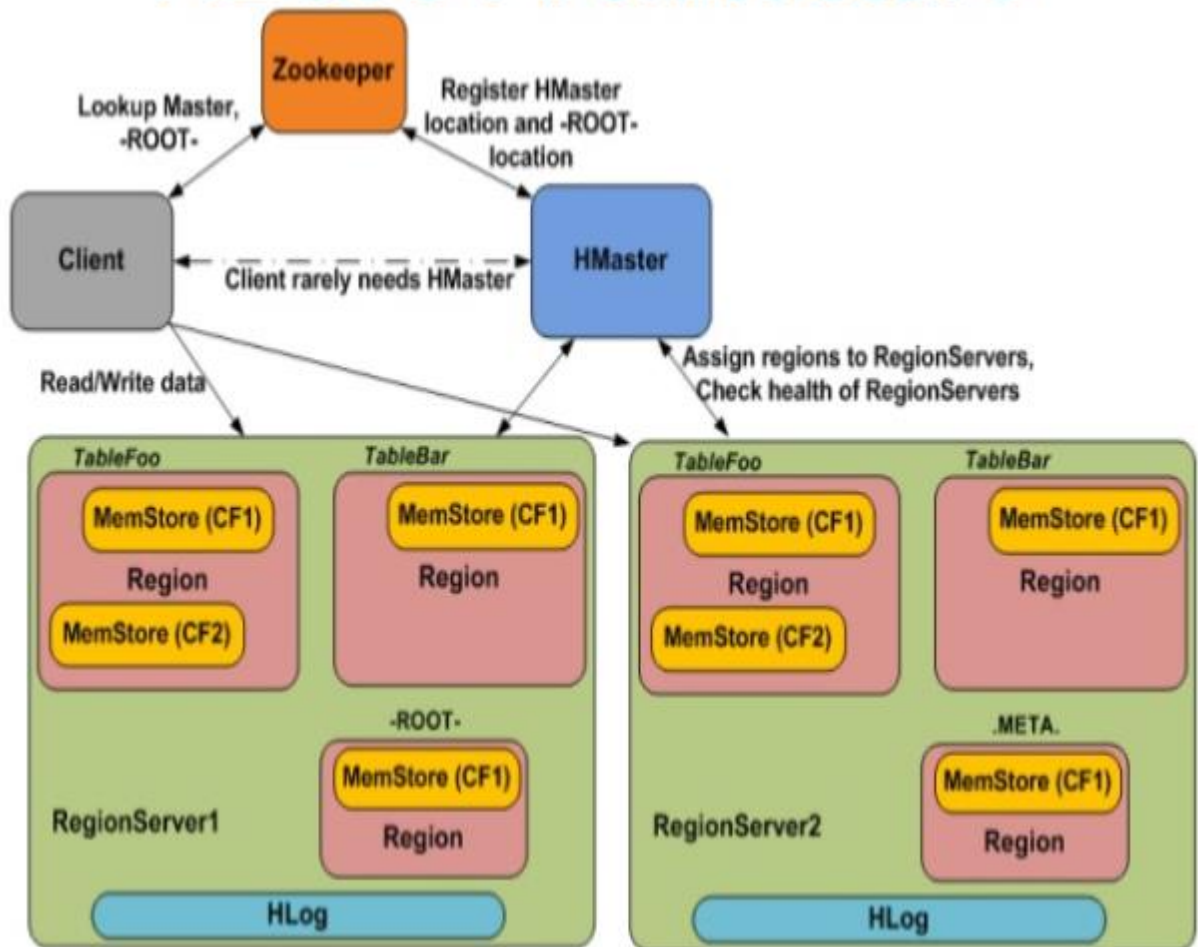 Zookeeper
Lookup Master,
-ROOT-
Register HMaster
location and -ROOT-
location
Client
HMaster
Client rarely needs HMaster
Read/Write data
Assign regions to RegionServers,
Check health of RegionServers
TableFoo
TableBar
TableFoo
TableBar
MemStore (CF1)
MemStore (CF1)
MemStore (CF1)
MemStore (CF1)
Region
Region
Region
Region
MemStore (CF2)
MemStore (CF2)
-ROOT-
.META.
MemStore (CF1)
MemStore (CF1)
RegionServer1
Region
RegionServer2
Region
HLog
HLog